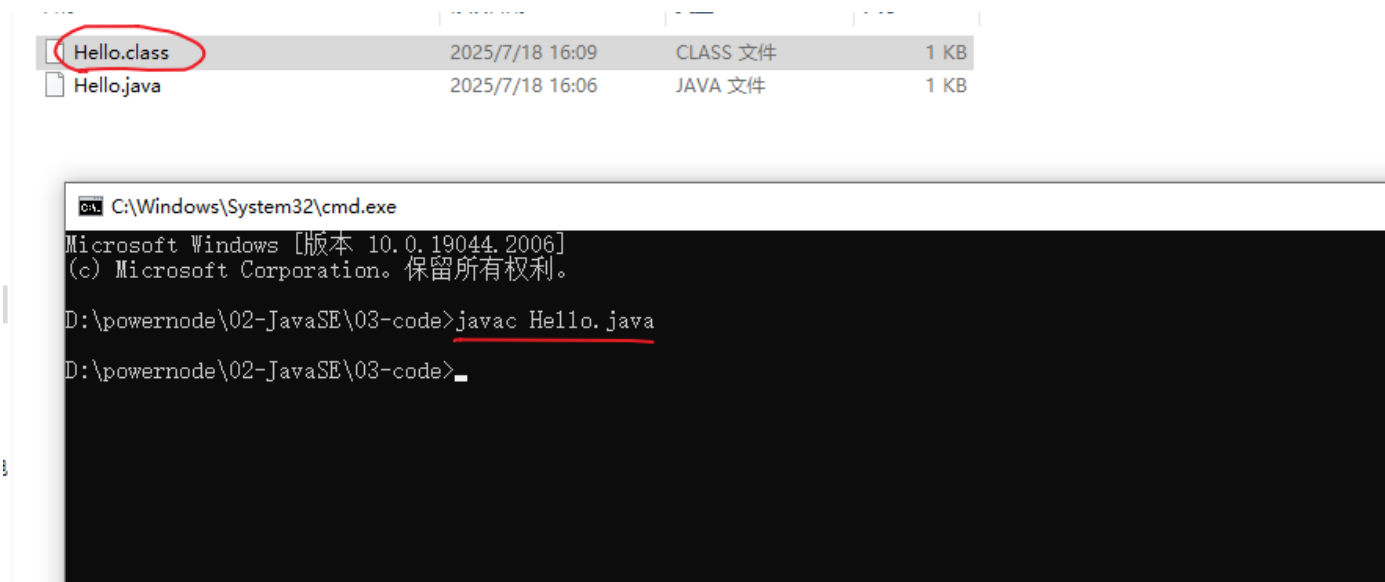 Hello.class 2025/7/18 16:09 CLASS 文件 1 KB
Hello.java 2025/7/18 16:06 JAVA 文件 1 KB
C:\Windows\System32\cmd.exe
Microsoft Windows [版本 10.0.19044.2006]
(c) Microsoft Corporation。保留所有权利。
D:\powernode\02-JavaSE\03-code>javac Hello.java
D:\powernode\02-JavaSE\03-code>